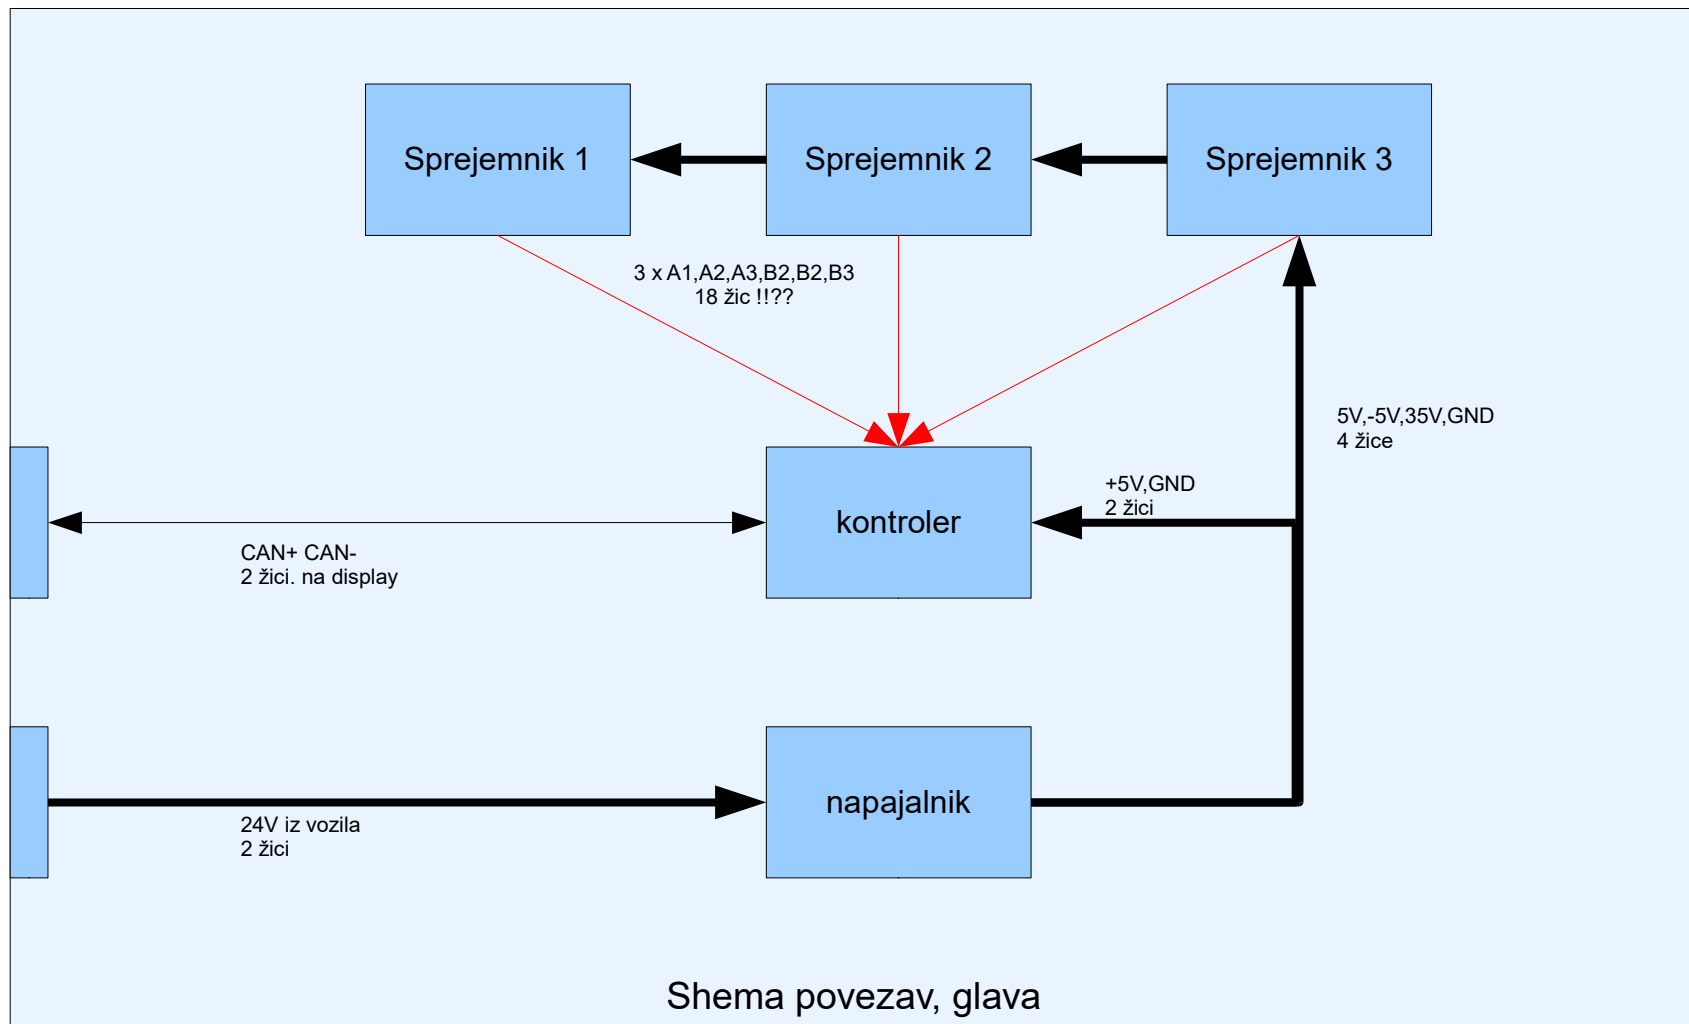 Sprejemnik 1
Sprejemnik 2
Sprejemnik 3
3 x A1,A2,A3,B2,B2,B3
18 žic !!??
5V,-5V,35V,GND
4 žice
+5V,GND
2 žici
kontroler
CAN+ CAN-
2 žici. na display
napajalnik
24V iz vozila
2 žici
Shema povezav, glava